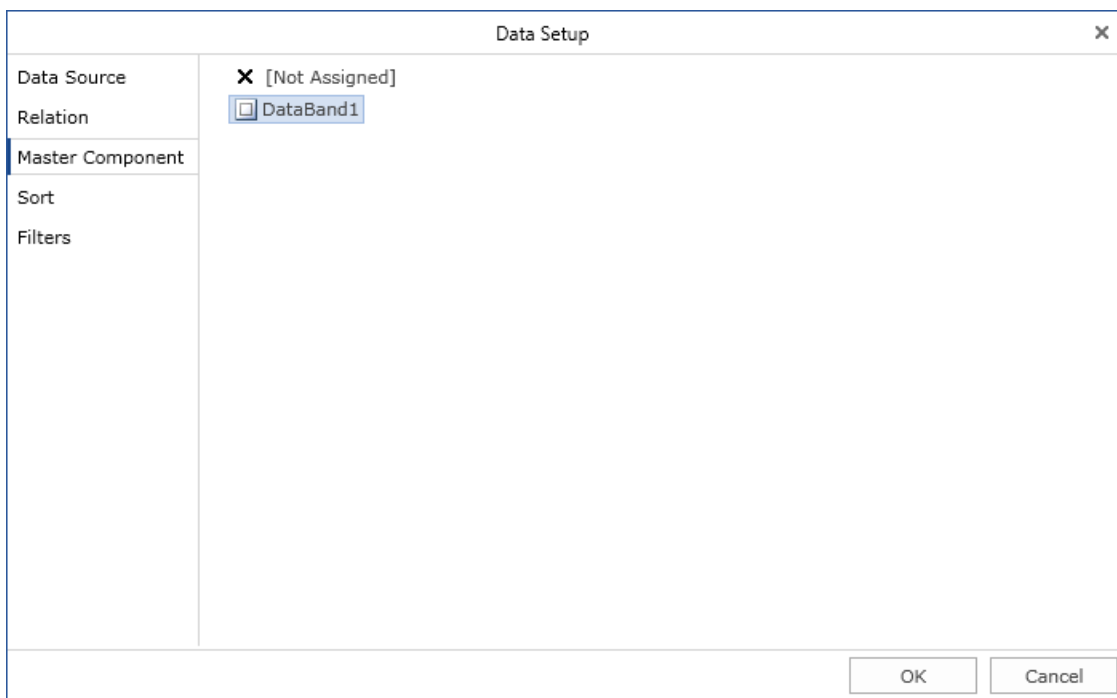 Data Setup
Data Source
Relation
Master Component
Sort
Filters
[Not Assigned]
DataBand1
OK
Cancel